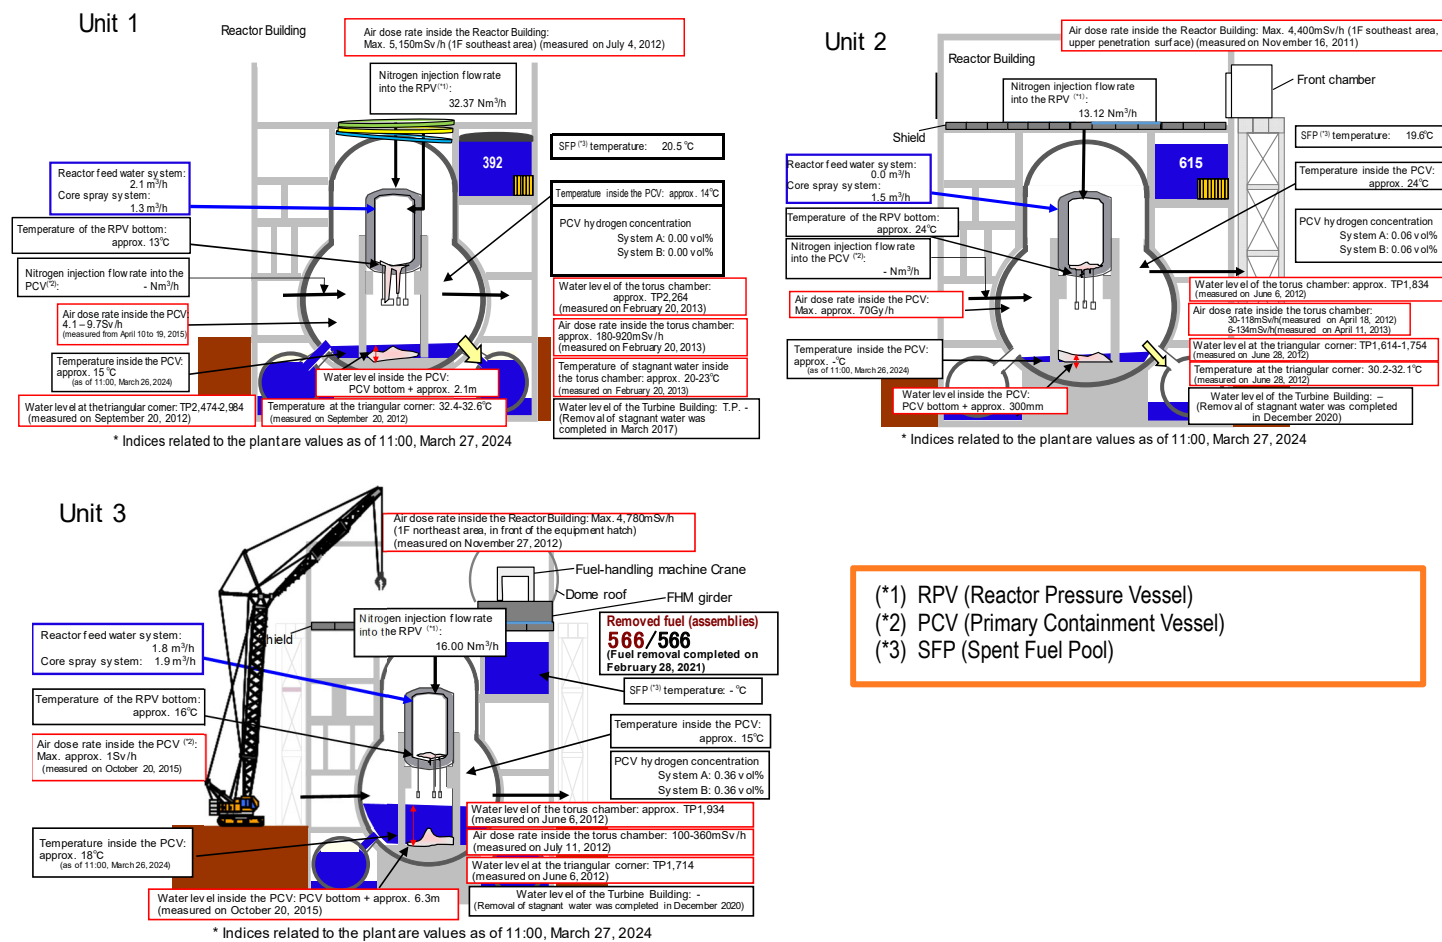 Unit 1
Reactor Building
Air dose rate inside the Reactor Building:
Max. 5,150mSv/h (1F southeast area) (measured on July 4, 2012)
Nitrogen injection flow rate
into the RPV(*1):
32.37 Nm3/h
392
SFP (*3) temperature: 20.5 ℃
Reactor feed water system:
2.1 m3/h
Core spray system:
1.3 m3/h
Temperature inside the PCV: approx. 14℃
PCV hydrogen concentration
System A: 0.00 vol%
System B: 0.00 vol%
Temperature of the RPV bottom:
approx. 13℃
Nitrogen injection flow rate into the
PCV(*2):
- Nm3/h
Air dose rate inside the PCV:
4.1 – 9.7Sv/h
(measured from April 10 to 19, 2015)
Temperature inside the PCV:
approx. 15 ℃
(as of 11:00, March 26, 2024)
Water level of the torus chamber:
approx. TP2,264
(measured on February 20, 2013)
Air dose rate inside the torus chamber:
approx. 180-920mSv/h
(measured on February 20, 2013)
Temperature of stagnant water inside
the torus chamber: approx. 20-23℃
(measured on February 20, 2013)
Water level inside the PCV:
PCV bottom + approx. 2.1m
Water level at the triangular corner: TP2,474-2,984
(measured on September 20, 2012)
Temperature at the triangular corner: 32.4-32.6℃
(measured on September 20, 2012)
Water level of the Turbine Building: T.P. -
(Removal of stagnant water was
completed in March 2017)
* Indices related to the plant are values as of 11:00, March 27, 2024
Unit 2
Air dose rate inside the Reactor Building: Max. 4,400mSv/h (1F southeast area,
upper penetration surface) (measured on November 16, 2011)
Reactor Building
Front chamber
Nitrogen injection flow rate
into the RPV (*1):
13.12 Nm3/h
Shield
615
SFP (*3) temperature: 19.6℃
Reactor feed water system:
0.0 m3/h
Core spray system:
1.5 m3/h
Temperature inside the PCV:
approx. 24℃
Temperature of the RPV bottom:
approx. 24℃
PCV hydrogen concentration
System A: 0.06 vol%
System B: 0.06 vol%
Nitrogen injection flow rate
into the PCV (*2):
- Nm3/h
Air dose rate inside the PCV:
Max. approx. 70Gy/h
Water level of the torus chamber: approx. TP1,834
(measured on June 6, 2012)
Air dose rate inside the torus chamber:
30-118mSv/h(measured on April 18, 2012)
6-134mSv/h(measured on April 11, 2013)
Temperature inside the PCV:
approx. -℃
(as of 11:00, March 26, 2024)
Water level at the triangular corner: TP1,614-1,754
(measured on June 28, 2012)
Temperature at the triangular corner: 30.2-32.1℃
(measured on June 28, 2012)
Water level inside the PCV:
PCV bottom + approx. 300mm
Water level of the Turbine Building: –
(Removal of stagnant water was completed
in December 2020)
* Indices related to the plant are values as of 11:00, March 27, 2024
Unit 3
Air dose rate inside the Reactor Building: Max. 4,780mSv/h
(1F northeast area, in front of the equipment hatch)
(measured on November 27, 2012)
Fuel-handling machine Crane
Dome roof
FHM girder
Nitrogen injection flow rate
into the RPV (*1):
16.00 Nm3/h
hield
Reactor feed water system:
1.8 m3/h
Core spray system: 1.9 m3/h
Removed fuel (assemblies)
566/566
(Fuel removal completed on
February 28, 2021)
SFP (*3) temperature: - ℃
Temperature of the RPV bottom:
approx. 16℃
Temperature inside the PCV:
approx. 15℃
Air dose rate inside the PCV (*2):
Max. approx. 1Sv/h
(measured on October 20, 2015)
PCV hydrogen concentration
System A: 0.36 vol%
System B: 0.36 vol%
Water level of the torus chamber: approx. TP1,934
(measured on June 6, 2012)
Temperature inside the PCV:
approx. 18℃
(as of 11:00, March 26, 2024)
Air dose rate inside the torus chamber: 100-360mSv/h
(measured on July 11, 2012)
Water level at the triangular corner: TP1,714
(measured on June 6, 2012)
Water level inside the PCV: PCV bottom + approx. 6.3m
(measured on October 20, 2015)
Water level of the Turbine Building: -
(Removal of stagnant water was completed in December 2020)
* Indices related to the plant are values as of 11:00, March 27, 2024
(*1) RPV (Reactor Pressure Vessel)
(*2) PCV (Primary Containment Vessel)
(*3) SFP (Spent Fuel Pool)